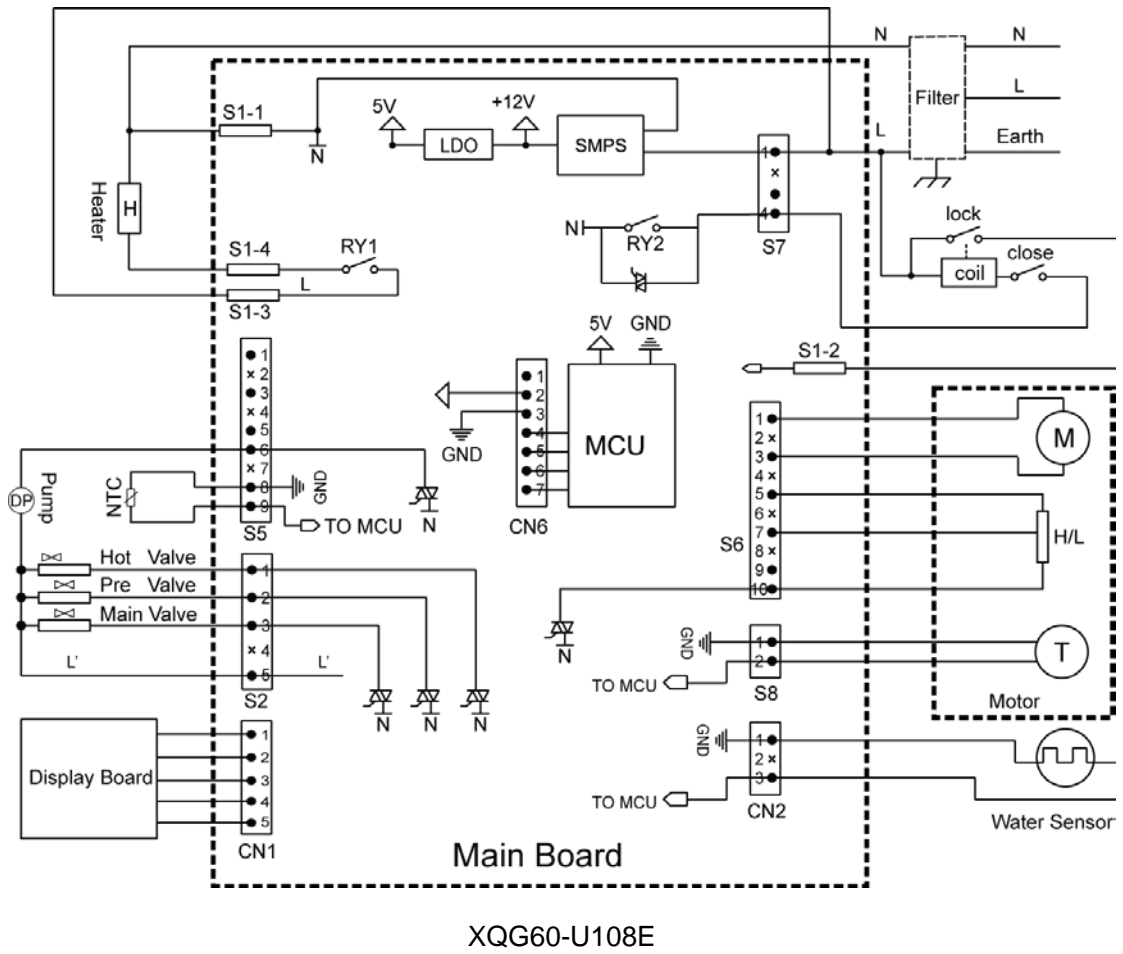 N
N
Filter
L
L
Earth
S1-1
N
5V
+12V
LDO
SMPS
1
×
4
S7
Heater
H
S1-4
RY1
L
S1-3
N
RY2
lock
close
coil
1
×2
3
×4
5
6
×7
8
9
S5
GND
TO MCU
N
NTC
DP
Pump
5V
GND
MCU
1
2
3
4
5
6
7
CN6
GND
S1-2
1
2×
3
4×
5
6×
7
8×
9
10
S6
M
H/L
T
Motor
N
Hot Valve
Pre Valve
Main Valve
L'
L'
1
2
3
×4
5
S2
N
N
N
GND
1
2
S8
TO MCU
Display Board
1
2
3
4
5
CN1
GND
1
2×
3
CN2
TO MCU
Water Sensor
Main Board
XQG60-U108E